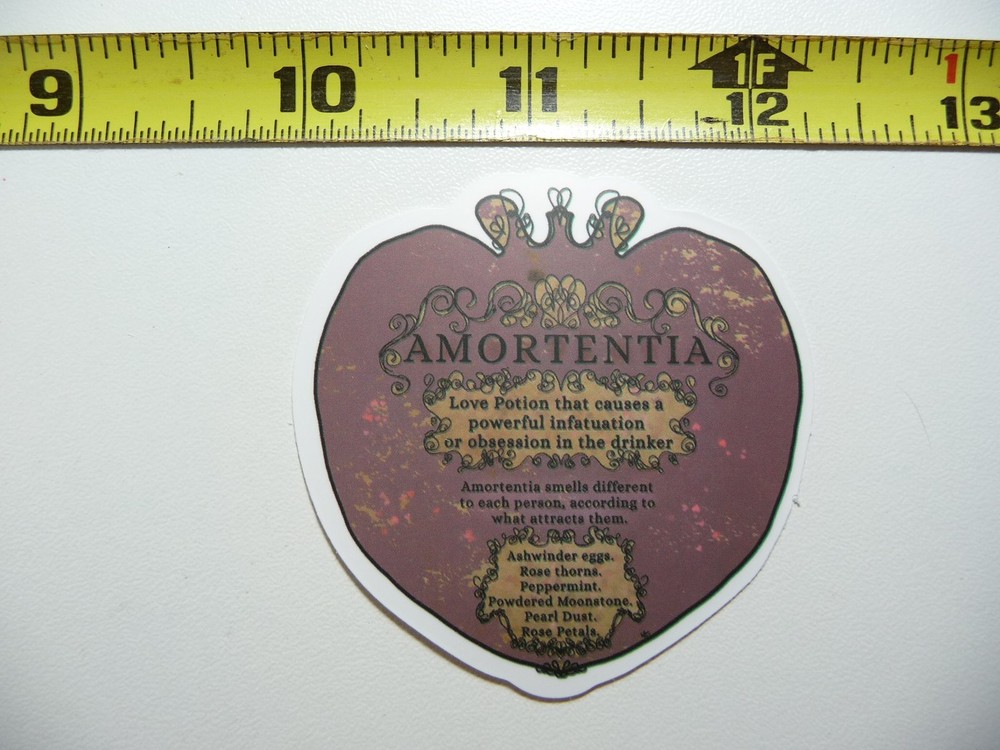 9 10 11 12 13
1F
1
AMORTENTIA
Love Potion that causes a
powerful infatuation
or obsession in the drinker
Amortentia smells different
to each person, according to
what attracts them.
Ashwinder eggs.
Rose thorns.
Peppermint.
Powdered Moonstone.
Pearl Dust.
Rose Petals.